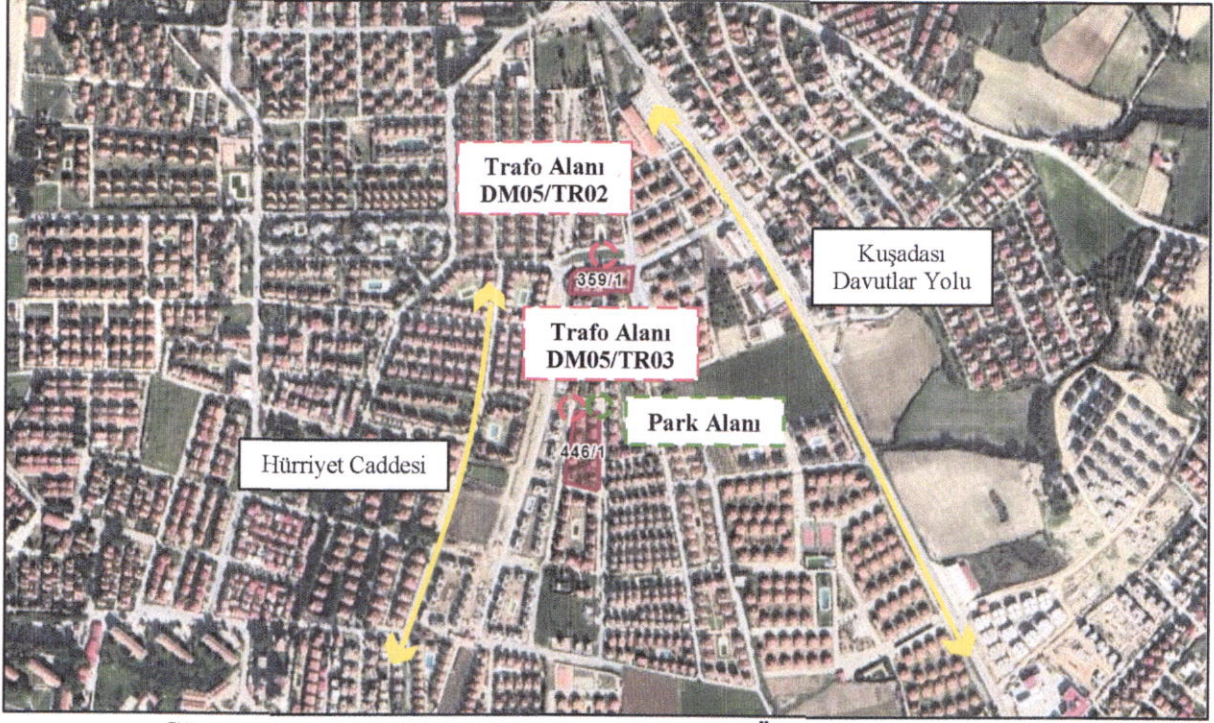 Trafo Alanı
DM05/TR02
359/1
Kuşadası
Davutlar Yolu
Trafo Alanı
DM05/TR03
Park Alanı
446/1
Hürriyet Caddesi